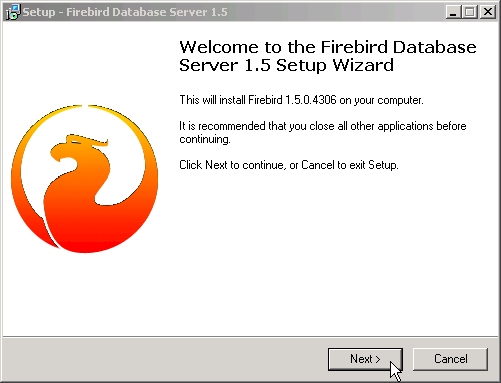 Setup - Firebird Database Server 1.5
Welcome to the Firebird Database
Server 1.5 Setup Wizard
This will install Firebird 1.5.0.4306 on your computer.
It is recommended that you close all other applications before
continuing.
Click Next to continue, or Cancel to exit Setup.
Next >
Cancel